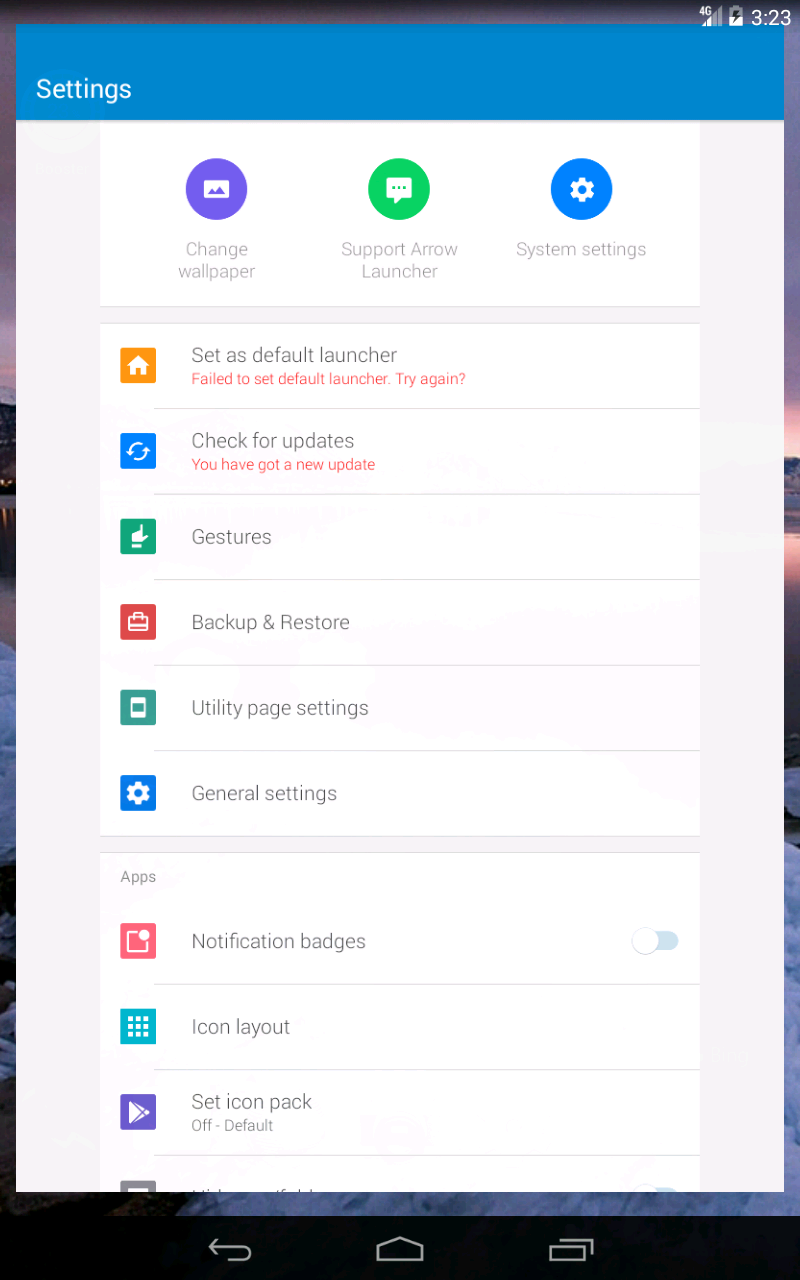 4G 3:23
Settings
Change
wallpaper
Support Arrow
Launcher
System settings
Set as default launcher
Failed to set default launcher. Try again?
Check for updates
You have got a new update
Gestures
Backup & Restore
Utility page settings
General settings
Apps
Notification badges
Icon layout
Set icon pack
Off - Default